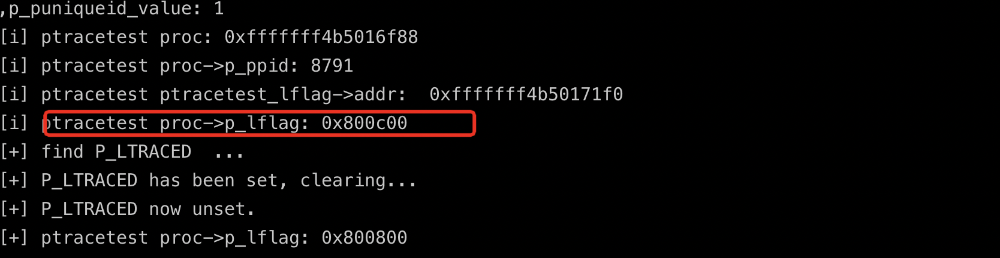 ,p_puniqueid_value: 1
[i] ptracetest proc: 0xfffffff4b5016f88
[i] ptracetest proc->p_ppid: 8791
[i] ptracetest ptracetest_lflag->addr:  0xfffffff4b50171f0
[i] ptracetest proc->p_lflag: 0x800c00
[+] find P_LTRACED  ...
[+] P_LTRACED has been set, clearing...
[+] P_LTRACED now unset.
[+] ptracetest proc->p_lflag: 0x800800